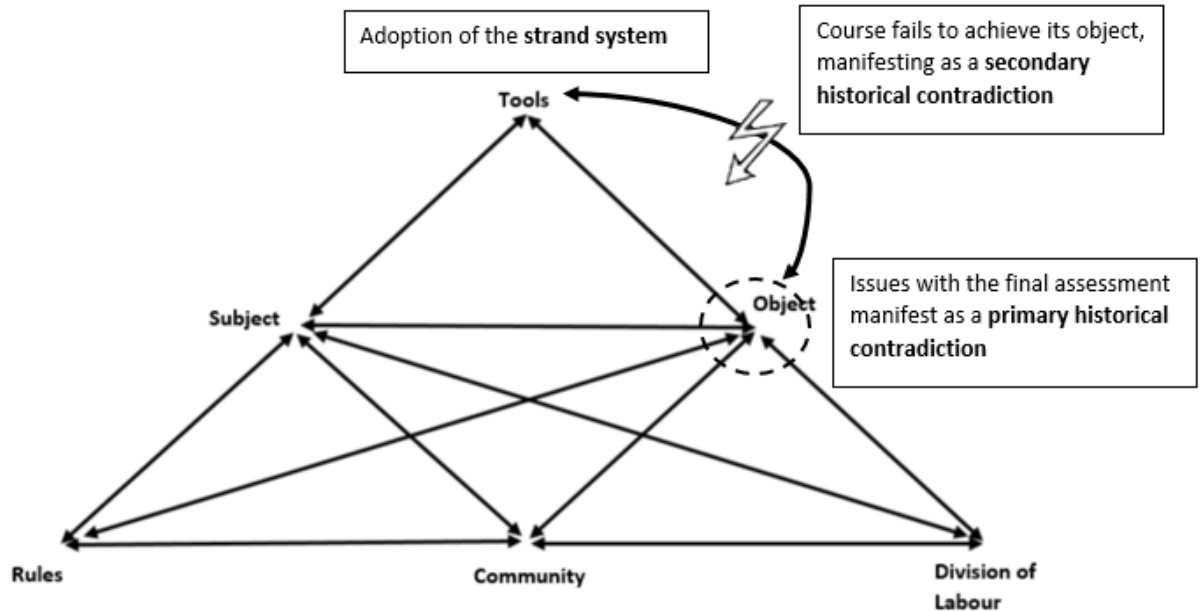 Adoption of the strand system
Course fails to achieve its object,
manifesting as a secondary
historical contradiction
Tools
Subject
Object
Issues with the final assessment
manifest as a primary historical
contradiction
Rules
Community
Division of
Labour